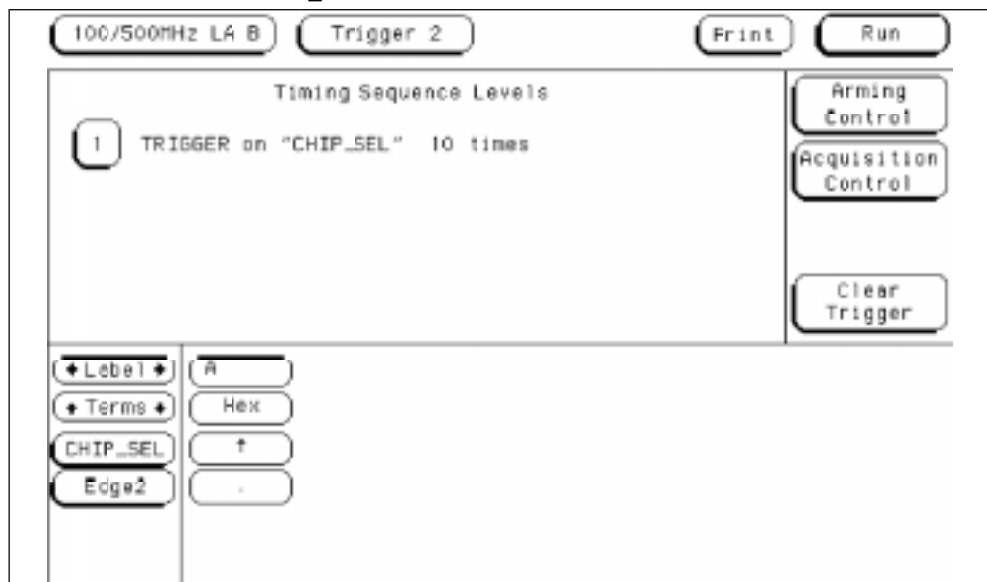 100/500MHz LA B Trigger 2 Print Run
Timing Sequence Levels
1 TRIGGER on "CHIP_SEL" 10 times
Arming
Control
Acquisition
Control
Clear
Trigger
Label A
Terms Hex
CHIP_SEL ↑
Edge2 .